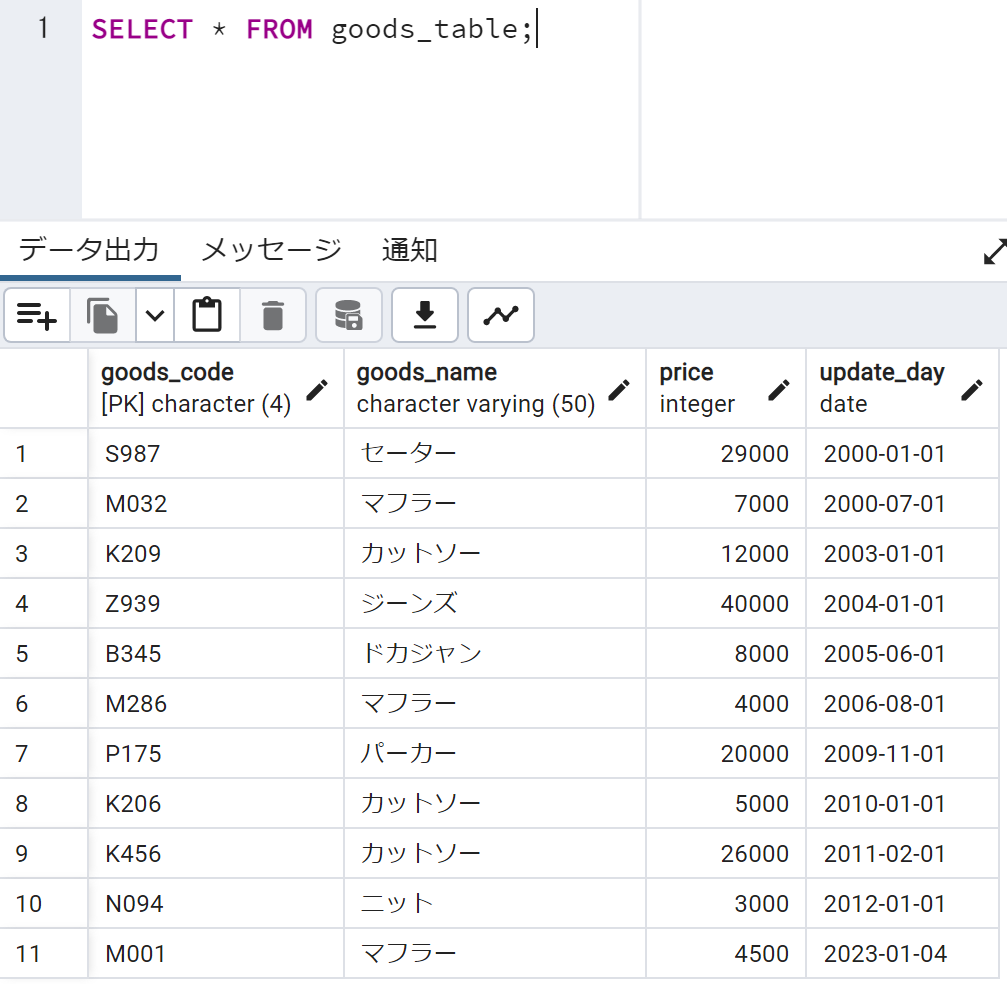 1 SELECT * FROM goods_table;
データ出力 メッセージ 通知
goods_code goods_name price update_day
[PK] character (4) character varying (50) integer date
1 S987 セーター 29000 2000-01-01
2 M032 マフラー 7000 2000-07-01
3 K209 カットソー 12000 2003-01-01
4 Z939 ジーンズ 40000 2004-01-01
5 B345 ドカジャン 8000 2005-06-01
6 M286 マフラー 4000 2006-08-01
7 P175 パーカー 20000 2009-11-01
8 K206 カットソー 5000 2010-01-01
9 K456 カットソー 26000 2011-02-01
10 N094 ニット 3000 2012-01-01
11 M001 マフラー 4500 2023-01-04